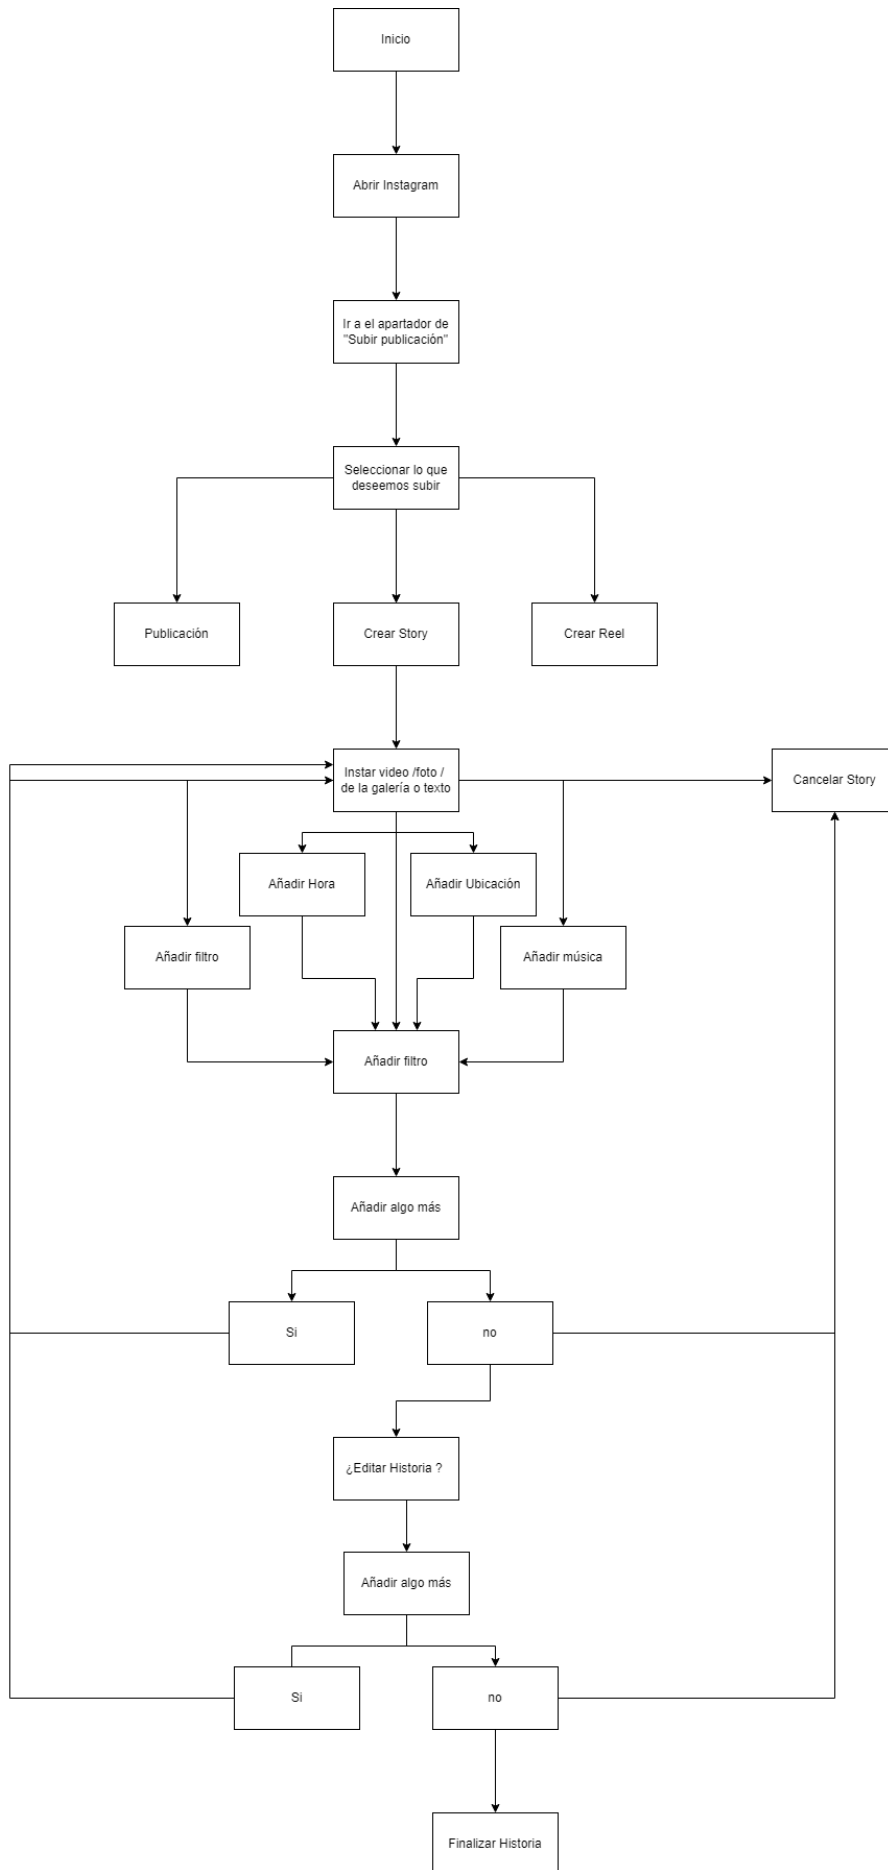 Inicio
Abrir Instagram
Ir a el apartador de
"Subir publicación"
Seleccionar lo que
deseemos subir
Publicación
Crear Story
Crear Reel
Instar video /foto /
de la galería o texto
Cancelar Story
Añadir Hora
Añadir Ubicación
Añadir filtro
Añadir música
Añadir filtro
Añadir algo más
Si
no
¿Editar Historia ?
Añadir algo más
Si
no
Finalizar Historia